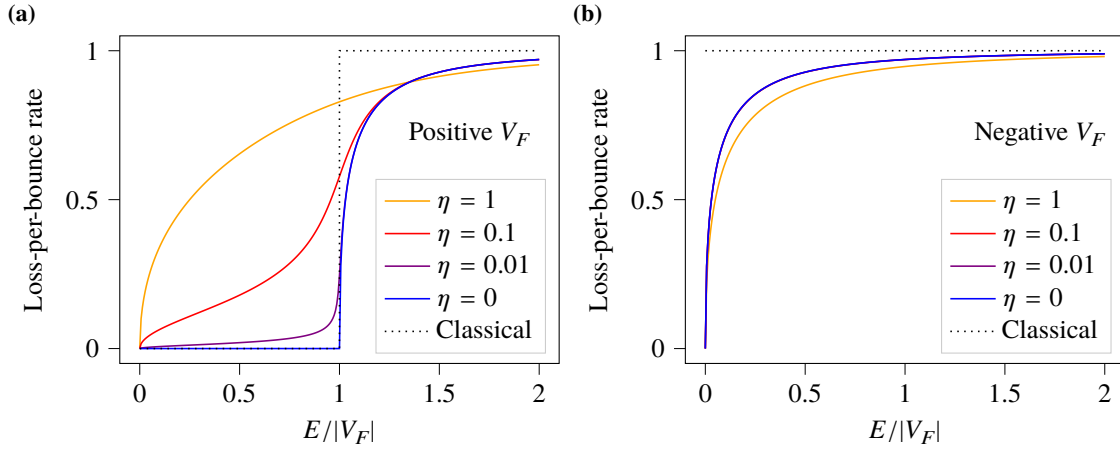 (a)
Loss-per-bounce rate
1
0.5
0
Positive V_F
η = 1
η = 0.1
η = 0.01
η = 0
Classical
0 0.5 1 1.5 2
E/|V_F|
(b)
Loss-per-bounce rate
1
0.5
0
Negative V_F
η = 1
η = 0.1
η = 0.01
η = 0
Classical
0 0.5 1 1.5 2
E/|V_F|